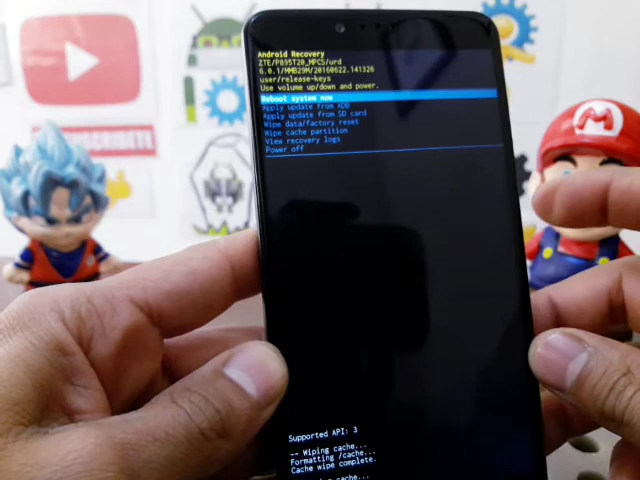 Android Recovery
ZTE/P895T20_MPCS/urd
6.0.1/MMB29M/20160622.141326
user/release-keys
Use volume up/down and power.
Reboot system now
Apply update from ADB
Apply update from SD card
Wipe data/factory reset
Wipe cache partition
View recovery logs
Power off
M
Supported API: 3
-- Wiping cache...
Formatting /cache...
Cache wipe complete.